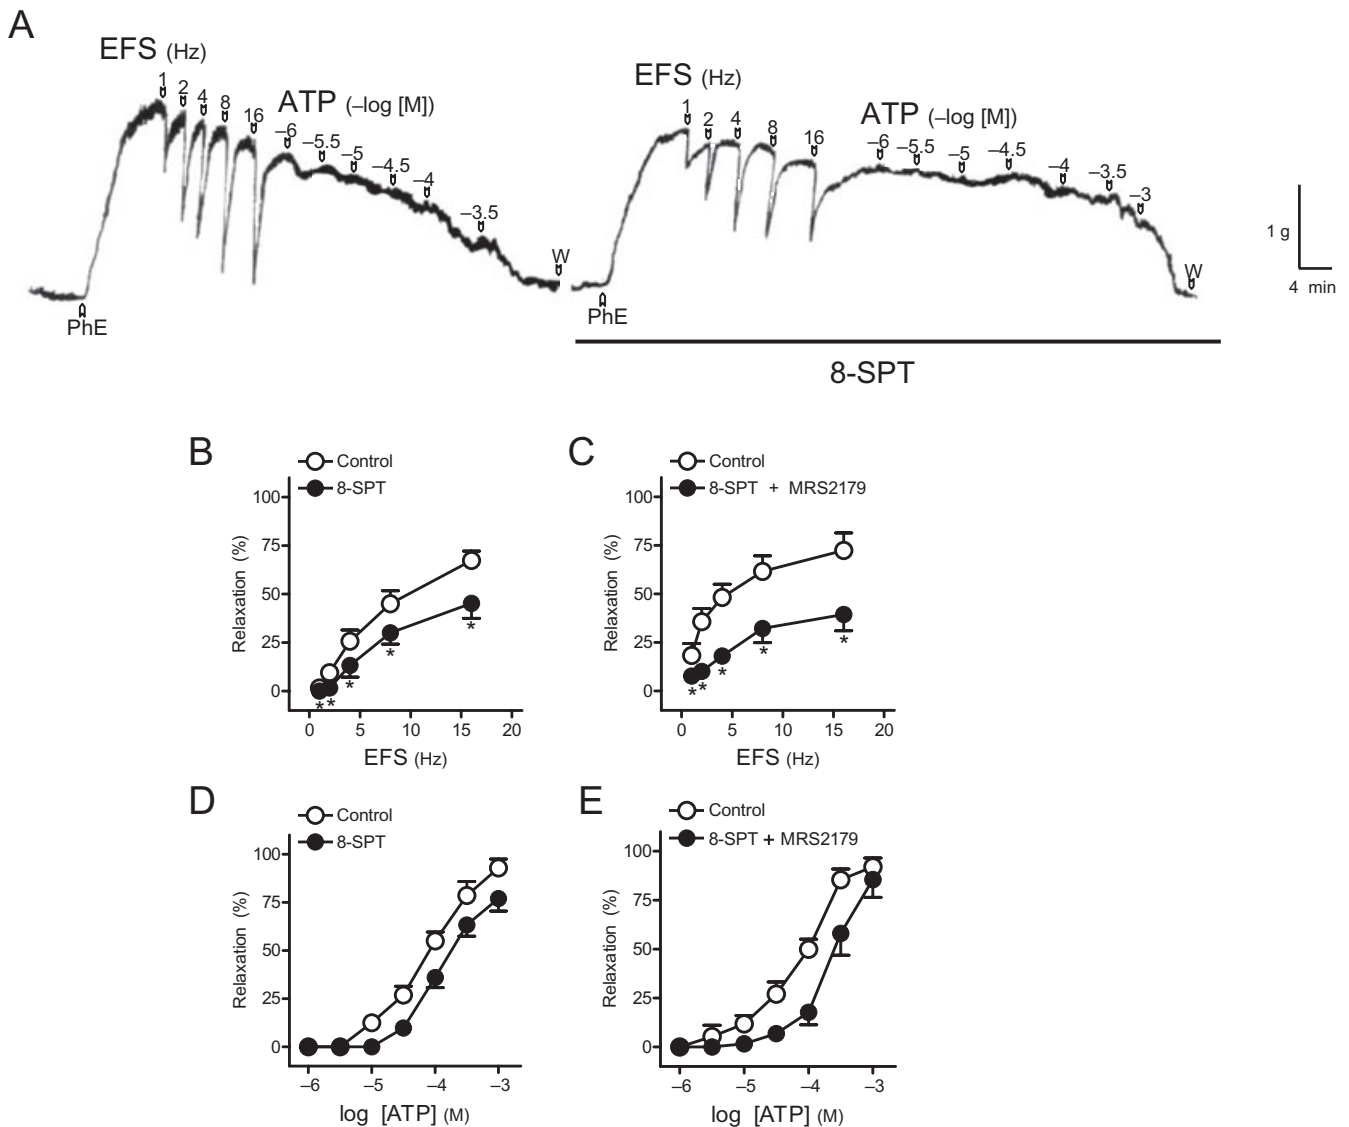 A
EFS (Hz)
1
2
4
8
16
ATP (–log [M])
–6
–5.5
–5
–4.5
–4
–3.5
W
PhE
EFS (Hz)
1
2
4
8
16
ATP (–log [M])
–6
–5.5
–5
–4.5
–4
–3.5
–3
W
PhE
1 g
4 min
8-SPT
B
Control
8-SPT
100
75
50
25
0
Relaxation (%)
* * * * *
0 5 10 15 20
EFS (Hz)
C
Control
8-SPT + MRS2179
100
75
50
25
0
Relaxation (%)
* * * * *
0 5 10 15 20
EFS (Hz)
D
Control
8-SPT
100
75
50
25
0
Relaxation (%)
–6 –5 –4 –3
log [ATP] (M)
E
Control
8-SPT + MRS2179
100
75
50
25
0
Relaxation (%)
–6 –5 –4 –3
log [ATP] (M)